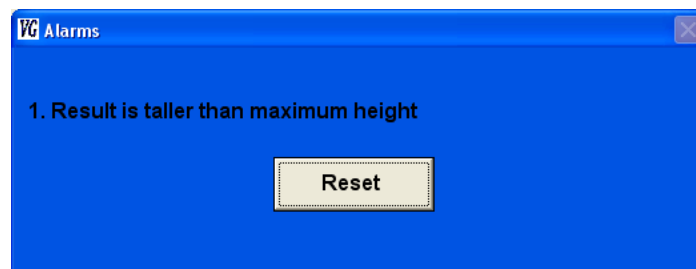 VG Alarms
1. Result is taller than maximum height
Reset